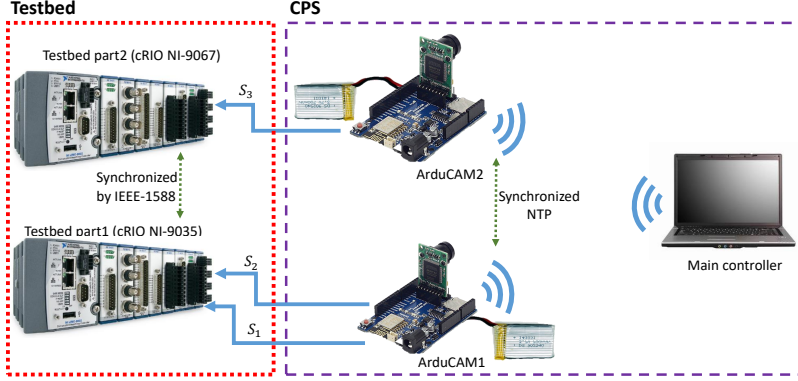 Testbed
CPS
Testbed part2 (cRIO NI-9067)
S3
ArduCAM2
Synchronized
by IEEE-1588
Synchronized
NTP
Testbed part1 (cRIO NI-9035)
S2
S1
Main controller
ArduCAM1